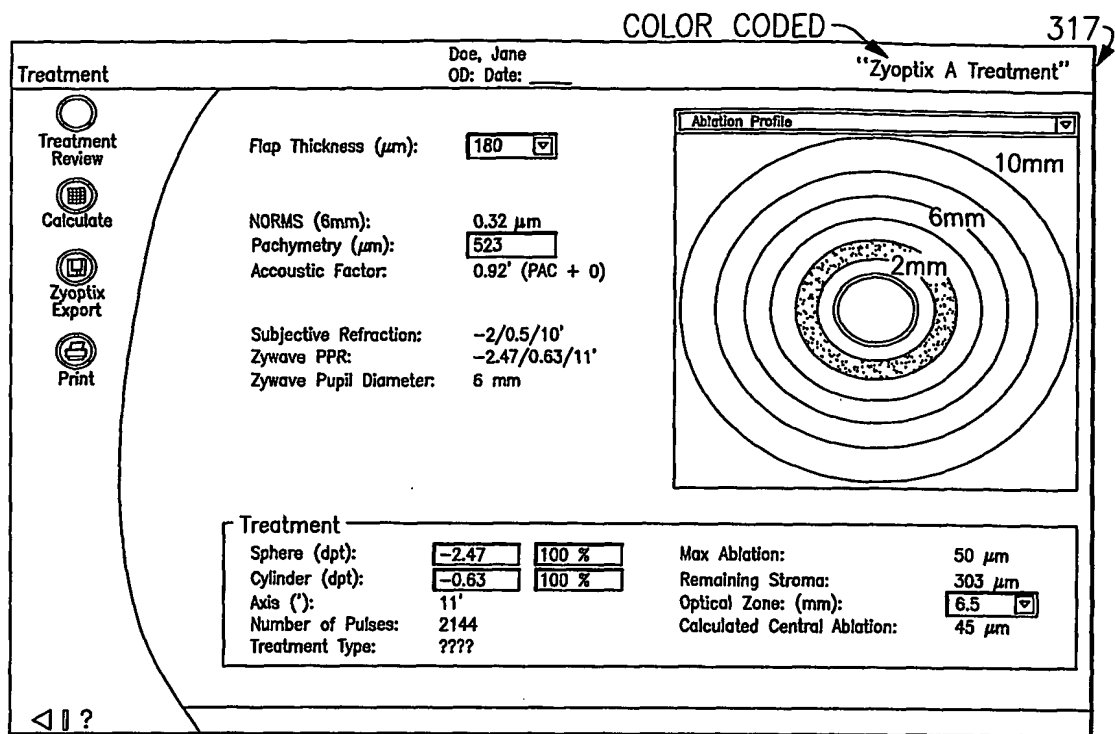 COLOR CODED 317
Treatment
Doe, Jane
OD: Date: ____
"Zyoptix A Treatment"
Treatment
Review
Calculate
Zyoptix
Export
Print
Flap Thickness (μm): 180
NORMS (6mm): 0.32 μm
Pachymetry (μm): 523
Accoustic Factor: 0.92' (PAC + 0)
Subjective Refraction: -2/0.5/10'
Zywave PPR: -2.47/0.63/11'
Zywave Pupil Diameter: 6 mm
Ablation Profile
10mm
6mm
2mm
Treatment
Sphere (dpt): -2.47 100 %
Cylinder (dpt): -0.63 100 %
Axis ('): 11'
Number of Pulses: 2144
Treatment Type: ????
Max Ablation: 50 μm
Remaining Stroma: 303 μm
Optical Zone: (mm): 6.5
Calculated Central Ablation: 45 μm
?